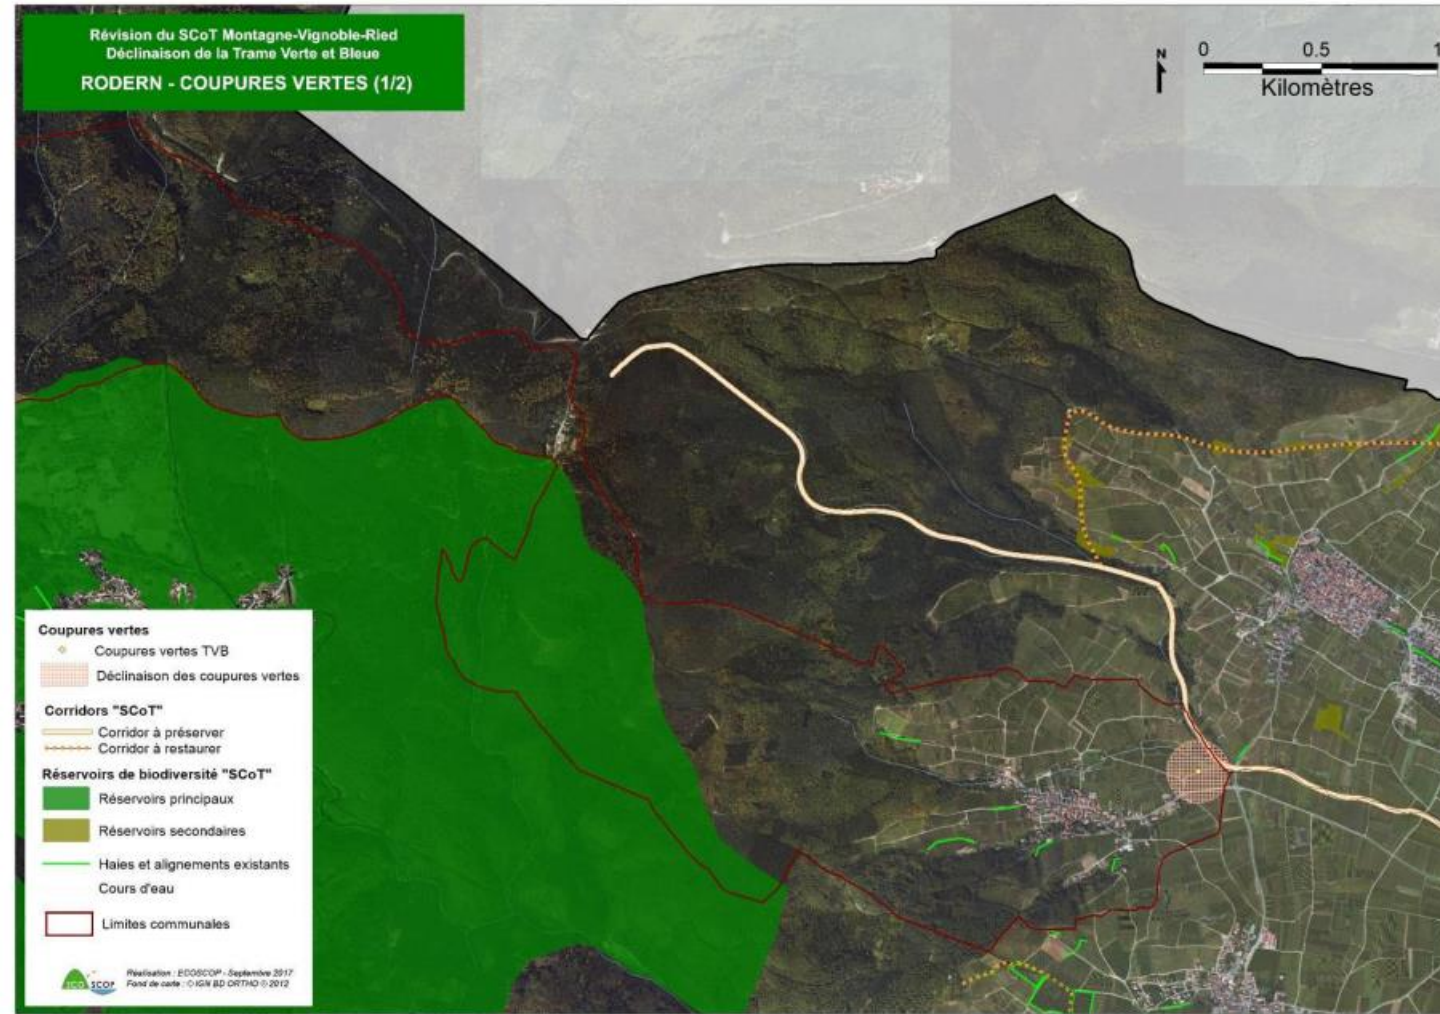 Révision du SCoT Montagne-Vignoble-Ried
Déclinaison de la Trame Verte et Bleue
RODERN - COUPURES VERTES (1/2)
N
0 0.5 1
Kilomètres
Coupures vertes
Coupures vertes TVB
Déclinaison des coupures vertes
Corridors "SCoT"
Corridor à préserver
Corridor à restaurer
Réservoirs de biodiversité "SCoT"
Réservoirs principaux
Réservoirs secondaires
Haies et alignements existants
Cours d'eau
Limites communales
ECO SCOP
Réalisation : ECOSCOP - Septembre 2017
Fond de carte : © IGN BD ORTHO © 2012